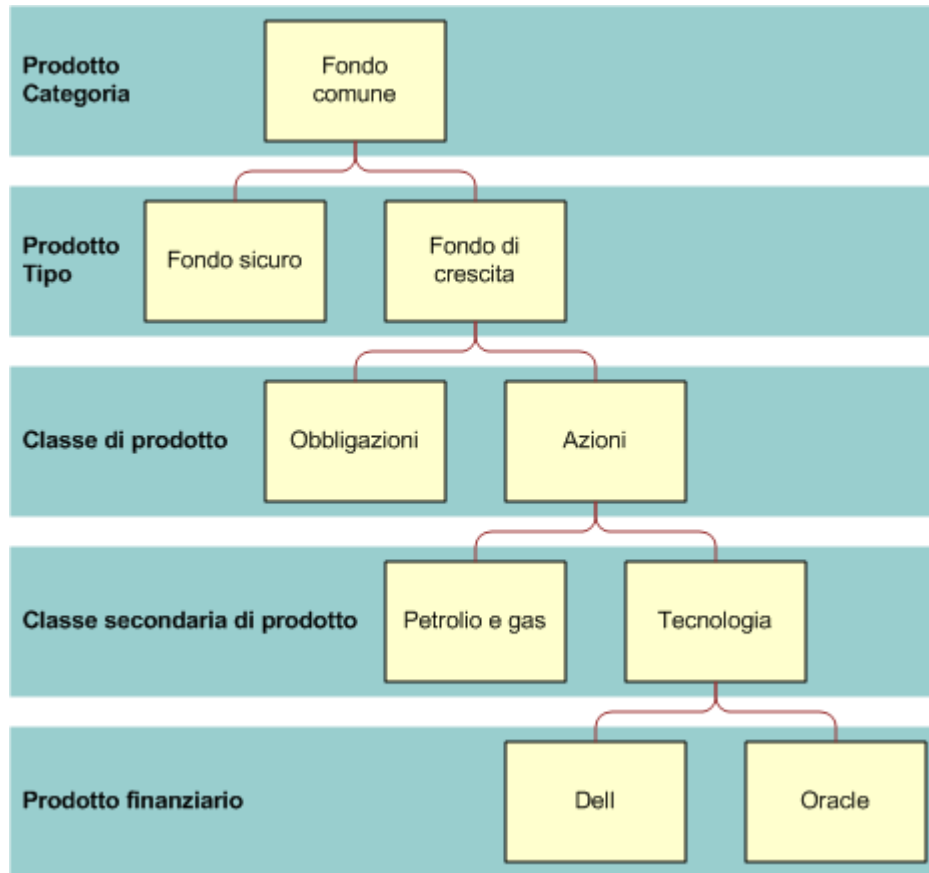 Prodotto
Categoria
Fondo
comune
Prodotto
Tipo
Fondo sicuro
Fondo di
crescita
Classe di prodotto
Obbligazioni
Azioni
Classe secondaria di prodotto
Petrolio e gas
Tecnologia
Prodotto finanziario
Dell
Oracle